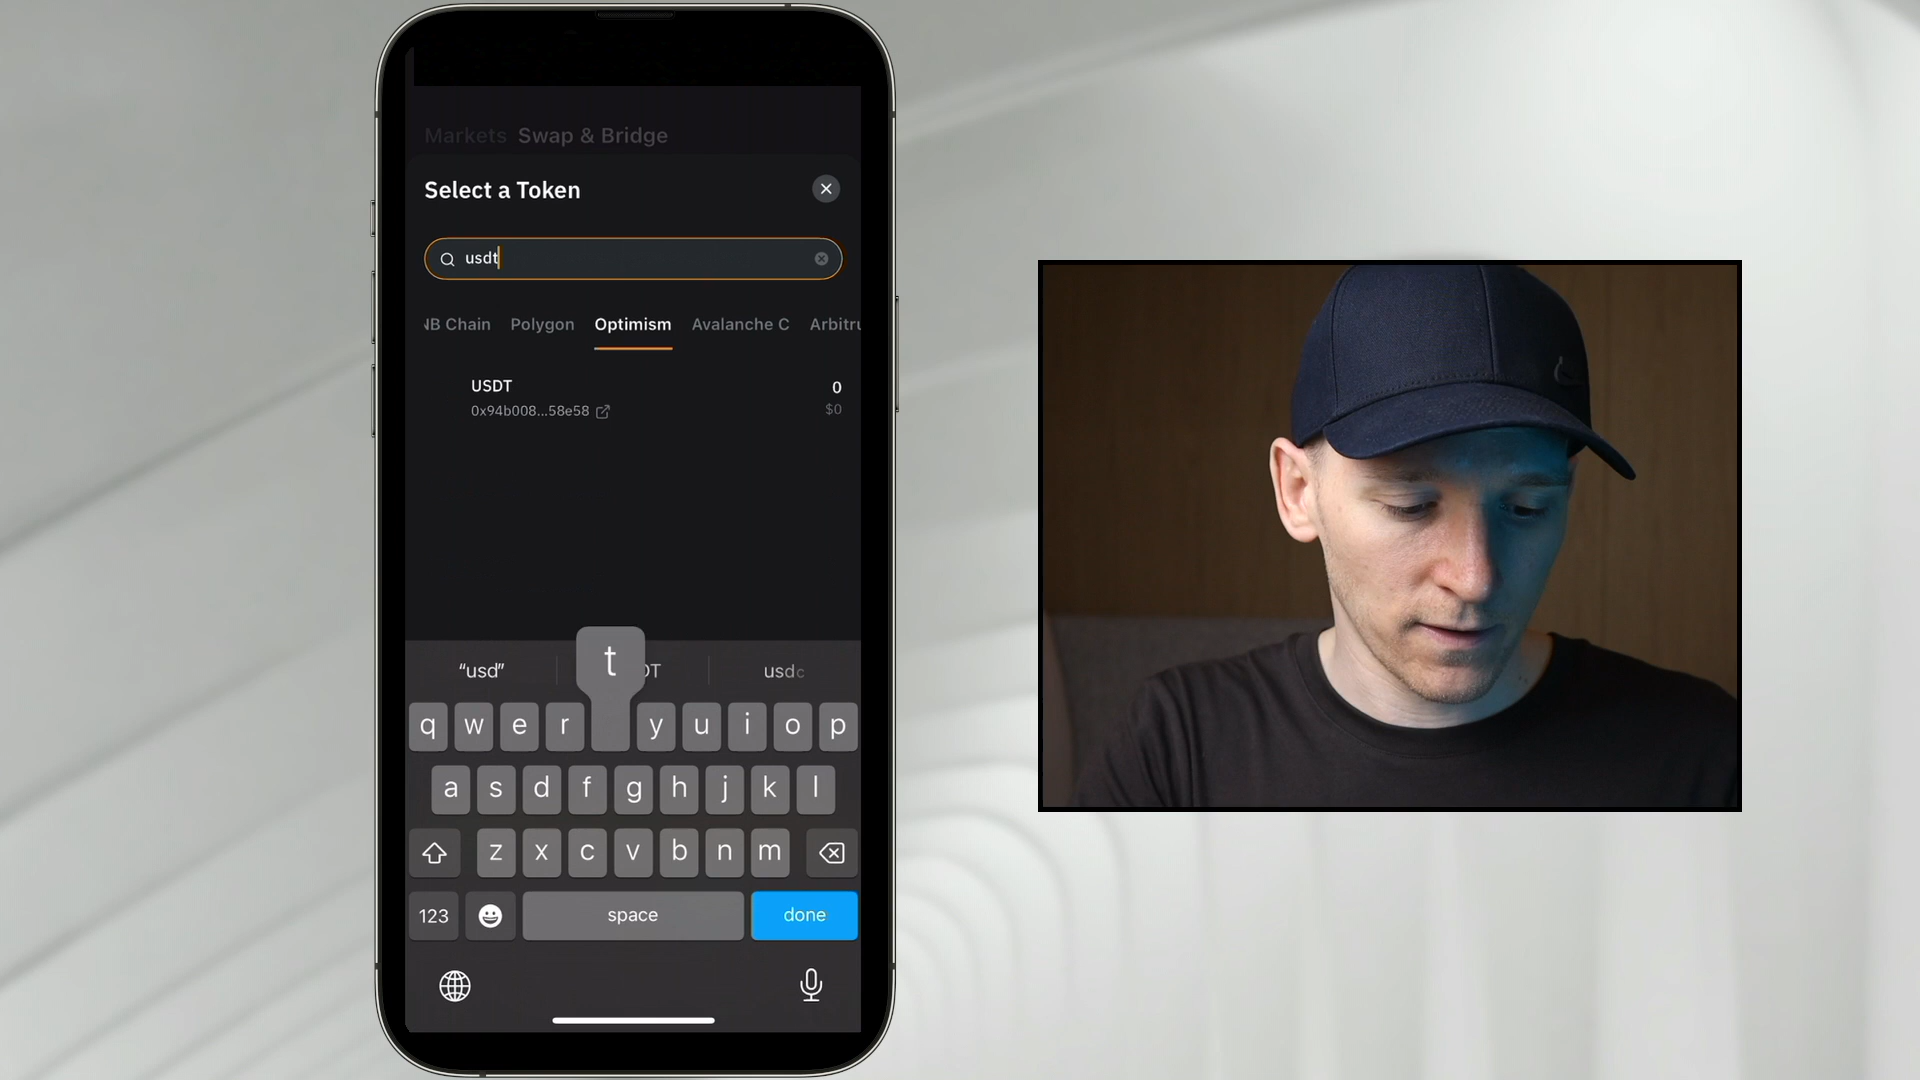 Markets Swap & Bridge
Select a Token
usdt
NB Chain Polygon Optimism Avalanche C Arbitru
USDT 0
0x94b008...58e58 $0
“usd” t DT usdc
q w e r y u i o p
a s d f g h j k l
z x c v b n m
123 space done